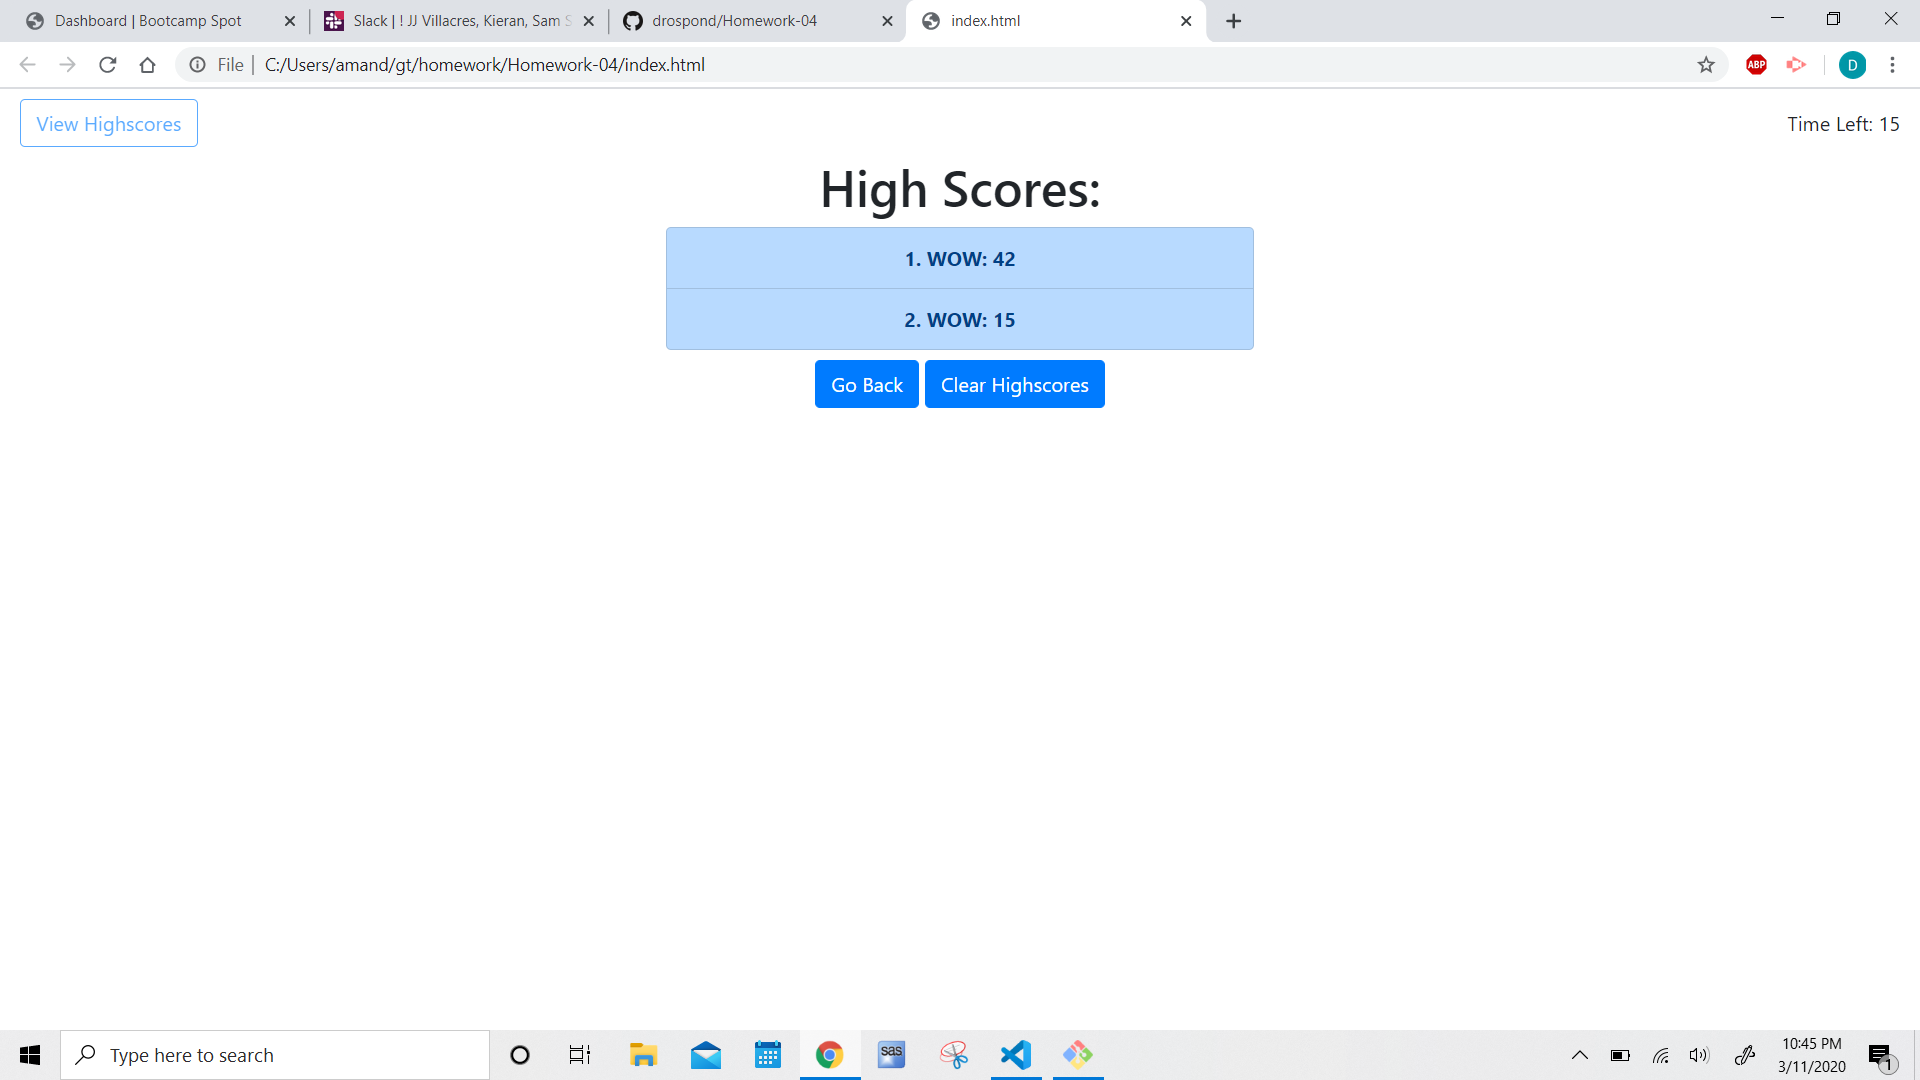 Dashboard | Bootcamp Spot
Slack | ! JJ Villacres, Kieran, Sam S
drospond/Homework-04
index.html
File | C:/Users/amand/gt/homework/Homework-04/index.html
ABP
D
View Highscores
Time Left: 15
High Scores:
1. WOW: 42
2. WOW: 15
Go Back
Clear Highscores
Type here to search
sas
10:45 PM
3/11/2020
1